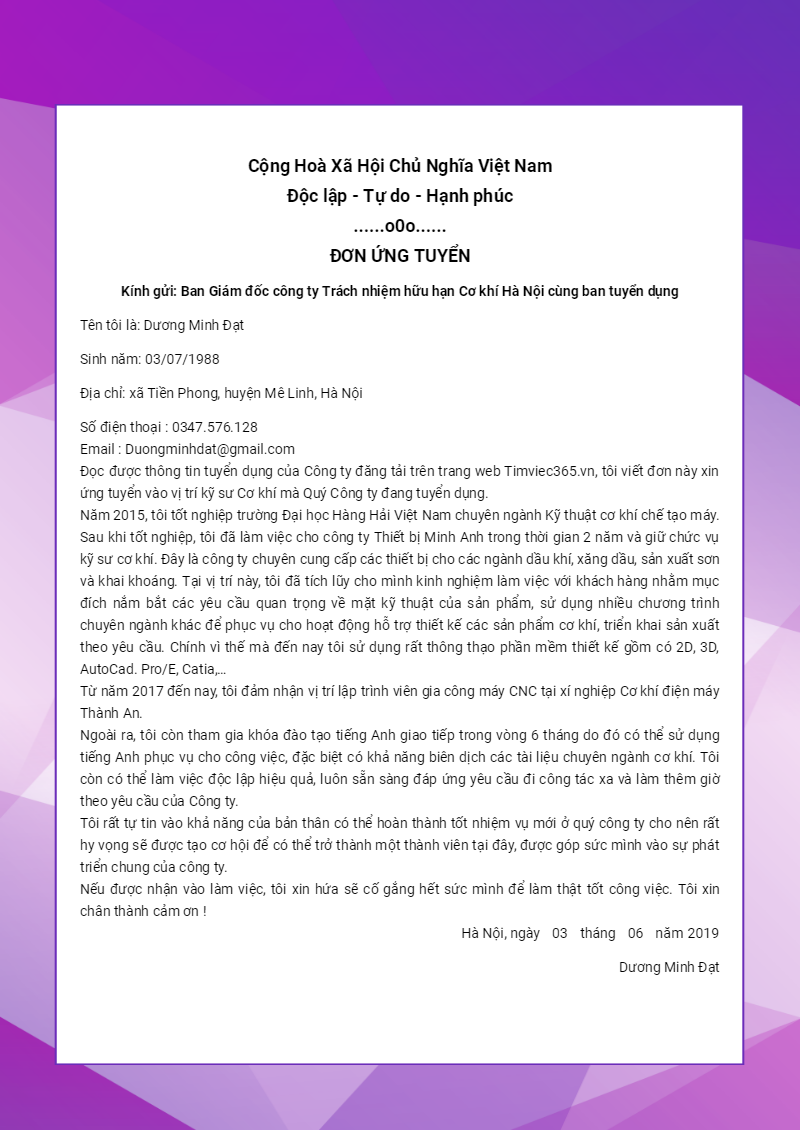 Cộng Hoà Xã Hội Chủ Nghĩa Việt Nam
Độc lập - Tự do - Hạnh phúc
......o0o......
ĐƠN ỨNG TUYỂN
Kính gửi: Ban Giám đốc công ty Trách nhiệm hữu hạn Cơ khí Hà Nội cùng ban tuyển dụng
Tên tôi là: Dương Minh Đạt
Sinh năm: 03/07/1988
Địa chỉ: xã Tiền Phong, huyện Mê Linh, Hà Nội
Số điện thoại : 0347.576.128
Email : Duongminhdat@gmail.com
Đọc được thông tin tuyển dụng của Công ty đăng tải trên trang web Timviec365.vn, tôi viết đơn này xin
ứng tuyển vào vị trí kỹ sư Cơ khí mà Quý Công ty đang tuyển dụng.
Năm 2015, tôi tốt nghiệp trường Đại học Hàng Hải Việt Nam chuyên ngành Kỹ thuật cơ khí chế tạo máy.
Sau khi tốt nghiệp, tôi đã làm việc cho công ty Thiết bị Minh Anh trong thời gian 2 năm và giữ chức vụ
kỹ sư cơ khí. Đây là công ty chuyên cung cấp các thiết bị cho các ngành dầu khí, xăng dầu, sản xuất sơn
và khai khoáng. Tại vị trí này, tôi đã tích lũy cho mình kinh nghiệm làm việc với khách hàng nhằm mục
đích nắm bắt các yêu cầu quan trọng về mặt kỹ thuật của sản phẩm, sử dụng nhiều chương trình
chuyên ngành khác để phục vụ cho hoạt động hỗ trợ thiết kế các sản phẩm cơ khí, triển khai sản xuất
theo yêu cầu. Chính vì thế mà đến nay tôi sử dụng rất thông thạo phần mềm thiết kế gồm có 2D, 3D,
AutoCad. Pro/E, Catia,...
Từ năm 2017 đến nay, tôi đảm nhận vị trí lập trình viên gia công máy CNC tại xí nghiệp Cơ khí điện máy
Thành An.
Ngoài ra, tôi còn tham gia khóa đào tạo tiếng Anh giao tiếp trong vòng 6 tháng do đó có thể sử dụng
tiếng Anh phục vụ cho công việc, đặc biệt có khả năng biên dịch các tài liệu chuyên ngành cơ khí. Tôi
còn có thể làm việc độc lập hiệu quả, luôn sẵn sàng đáp ứng yêu cầu đi công tác xa và làm thêm giờ
theo yêu cầu của Công ty.
Tôi rất tự tin vào khả năng của bản thân có thể hoàn thành tốt nhiệm vụ mới ở quý công ty cho nên rất
hy vọng sẽ được tạo cơ hội để có thể trở thành một thành viên tại đây, được góp sức mình vào sự phát
triển chung của công ty.
Nếu được nhận vào làm việc, tôi xin hứa sẽ cố gắng hết sức mình để làm thật tốt công việc. Tôi xin
chân thành cảm ơn !
Hà Nội, ngày 03 tháng 06 năm 2019
Dương Minh Đạt